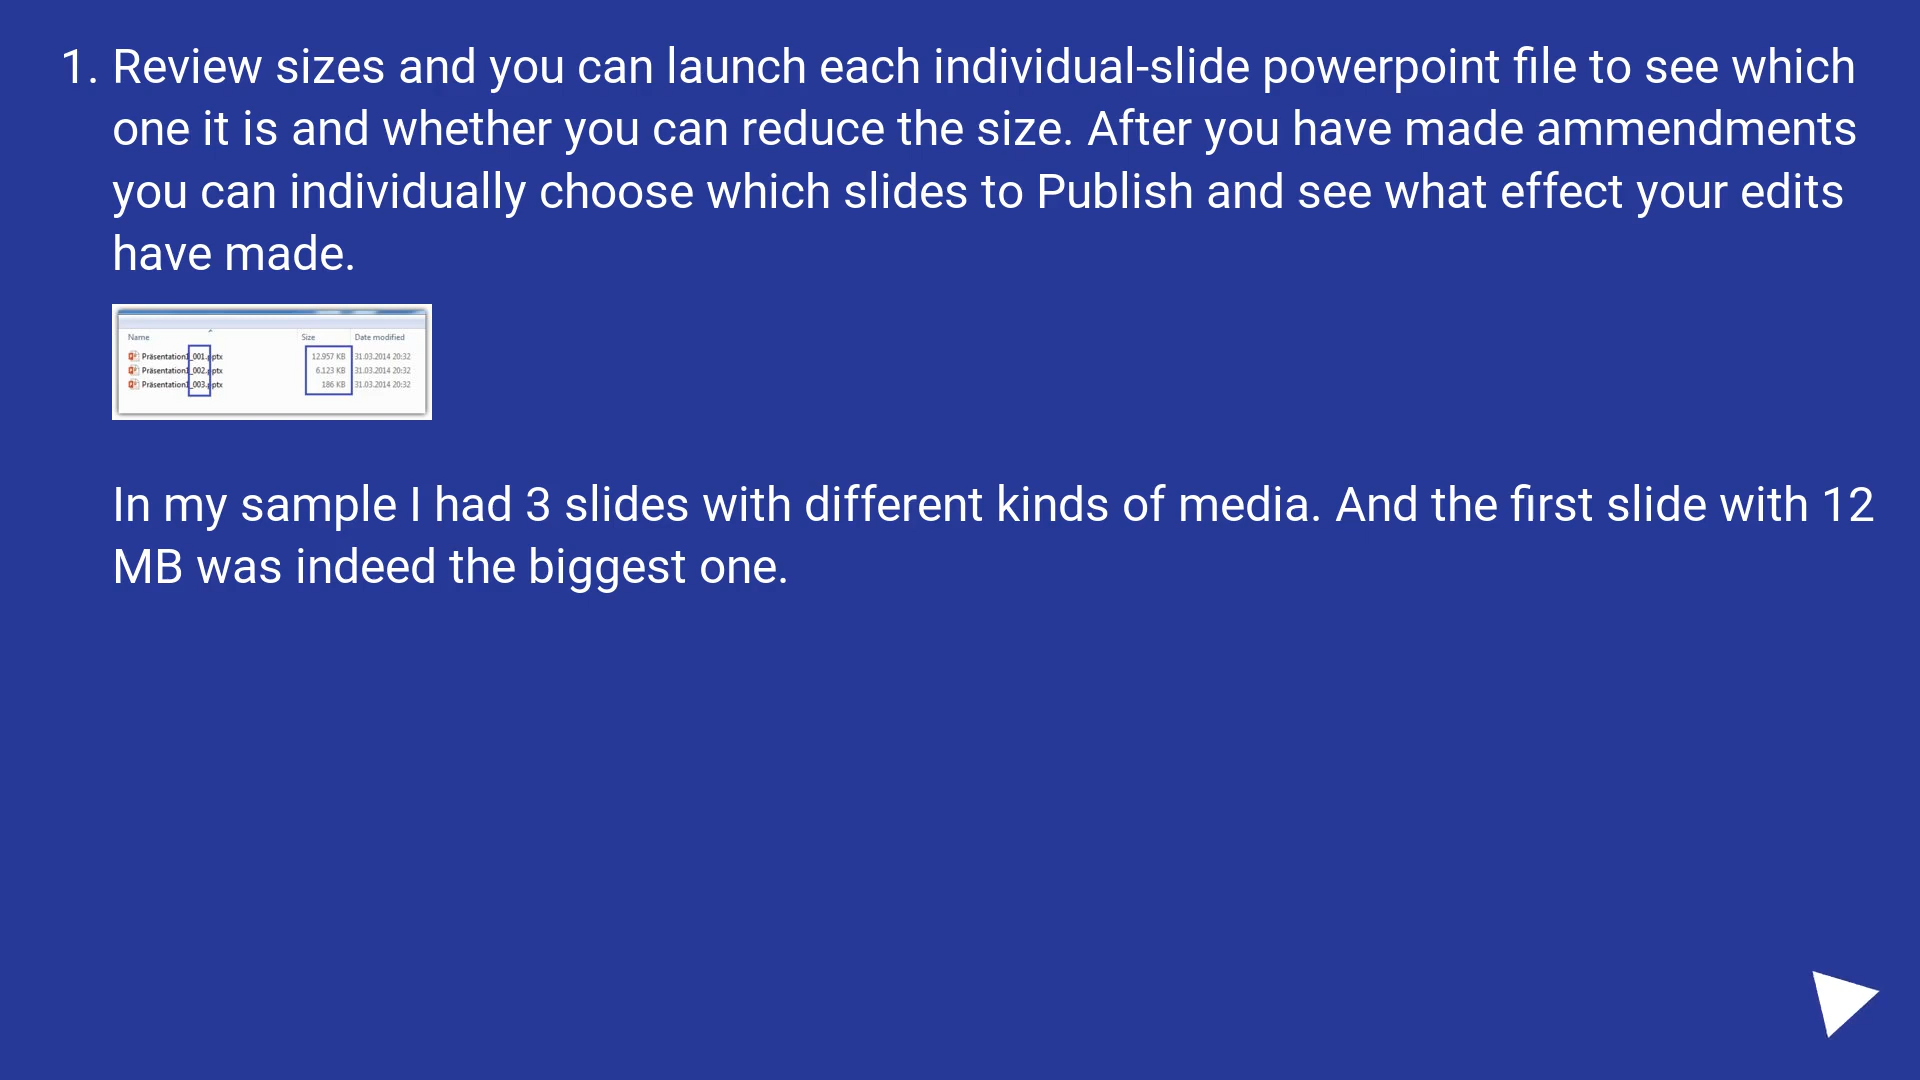 1. Review sizes and you can launch each individual-slide powerpoint file to see which
one it is and whether you can reduce the size. After you have made ammendments
you can individually choose which slides to Publish and see what effect your edits
have made.
Name Size Date modified
Präsentation1_001.pptx 12.957 KB 31.03.2014 20:32
Präsentation1_002.pptx 6.123 KB 31.03.2014 20:32
Präsentation1_003.pptx 186 KB 31.03.2014 20:32
In my sample I had 3 slides with different kinds of media. And the first slide with 12
MB was indeed the biggest one.